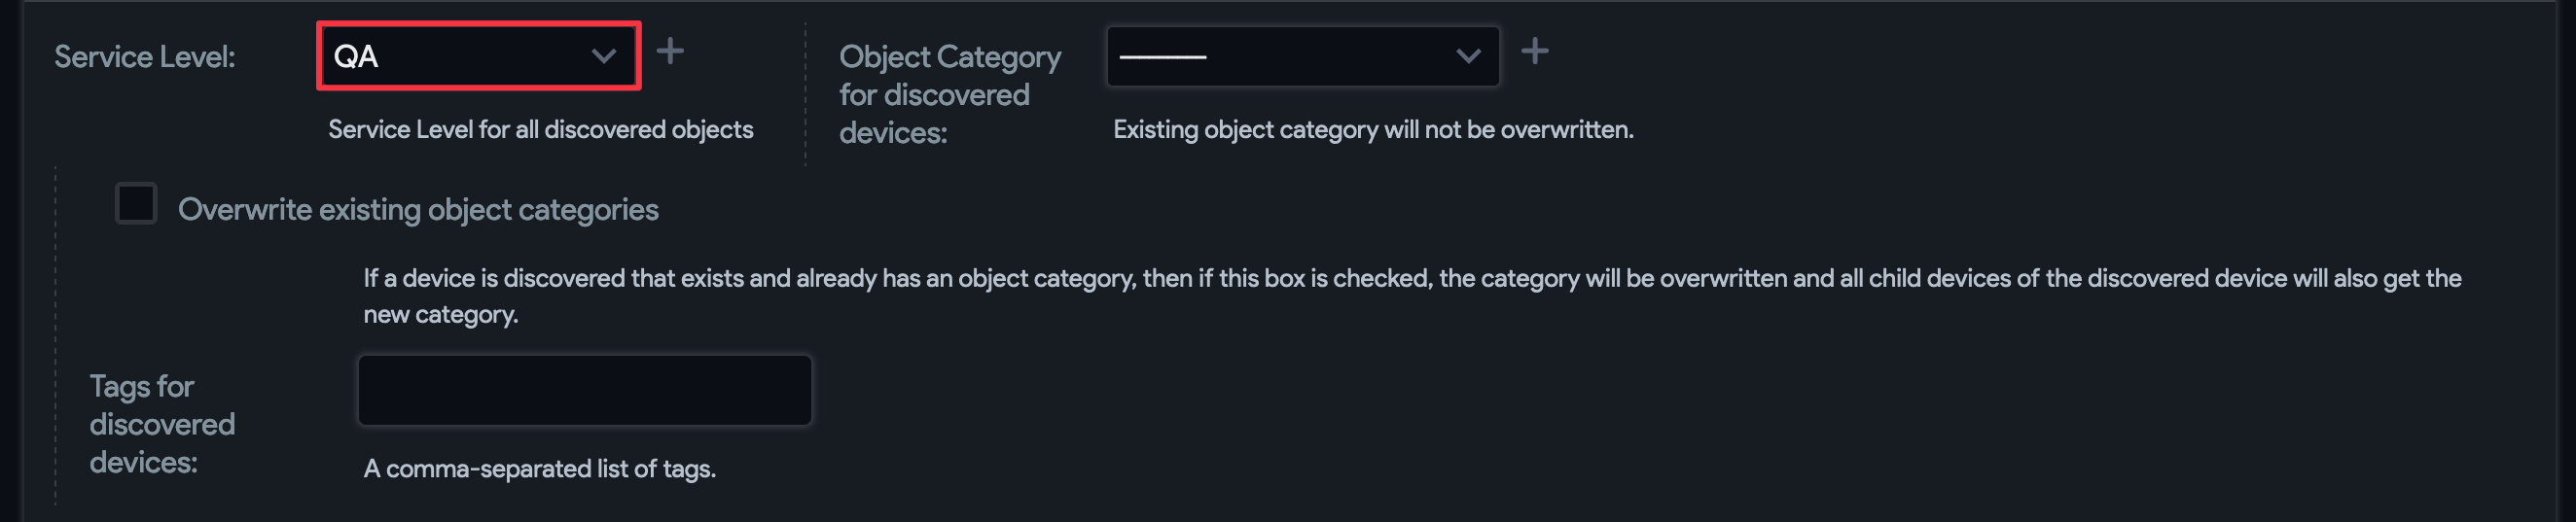 Service Level:
QA
Service Level for all discovered objects
Object Category
for discovered
devices:
---------
Existing object category will not be overwritten.
Overwrite existing object categories
If a device is discovered that exists and already has an object category, then if this box is checked, the category will be overwritten and all child devices of the discovered device will also get the
new category.
Tags for
discovered
devices:
A comma-separated list of tags.